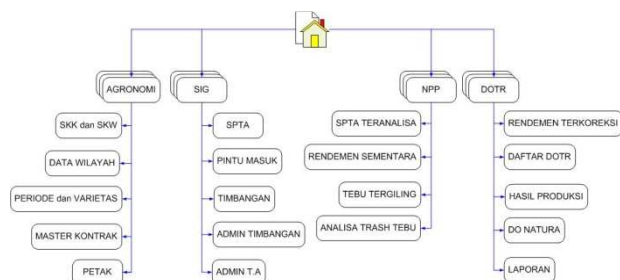 AGRONOMI
SKK dan SKW
DATA WILAYAH
PERIODE dan VARIETAS
MASTER KONTRAK
PETAK
SIG
SPTA
PINTU MASUK
TIMBANGAN
ADMIN TIMBANGAN
ADMIN T.A
NPP
SPTA TERANALISA
RENDEMEN SEMENTARA
TEBU TERGILING
ANALISA TRASH TEBU
DOTR
RENDEMEN TERKOREKSI
DAFTAR DOTR
HASIL PRODUKSI
DO NATURA
LAPORAN